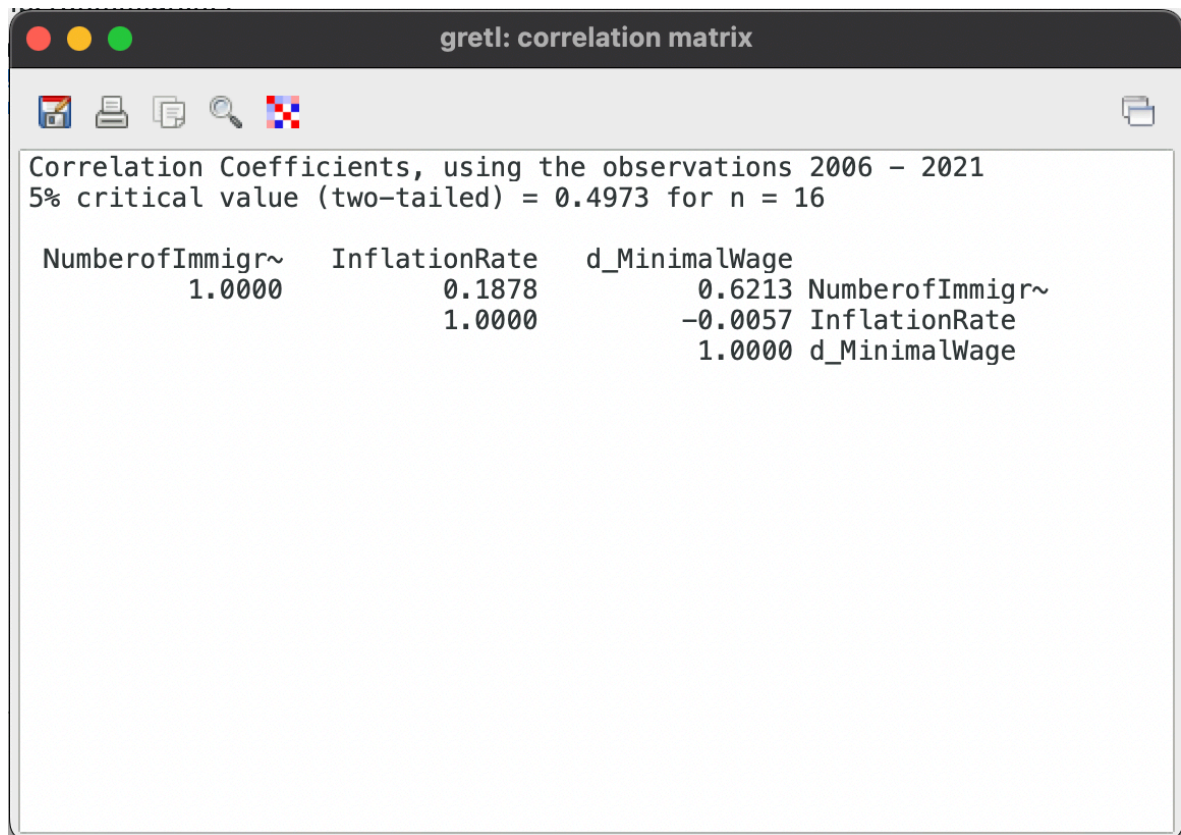 gretl: correlation matrix
Correlation Coefficients, using the observations 2006 – 2021
5% critical value (two-tailed) = 0.4973 for n = 16
NumberofImmigr~ InflationRate d_MinimalWage
1.0000 0.1878 0.6213 NumberofImmigr~
1.0000 -0.0057 InflationRate
1.0000 d_MinimalWage